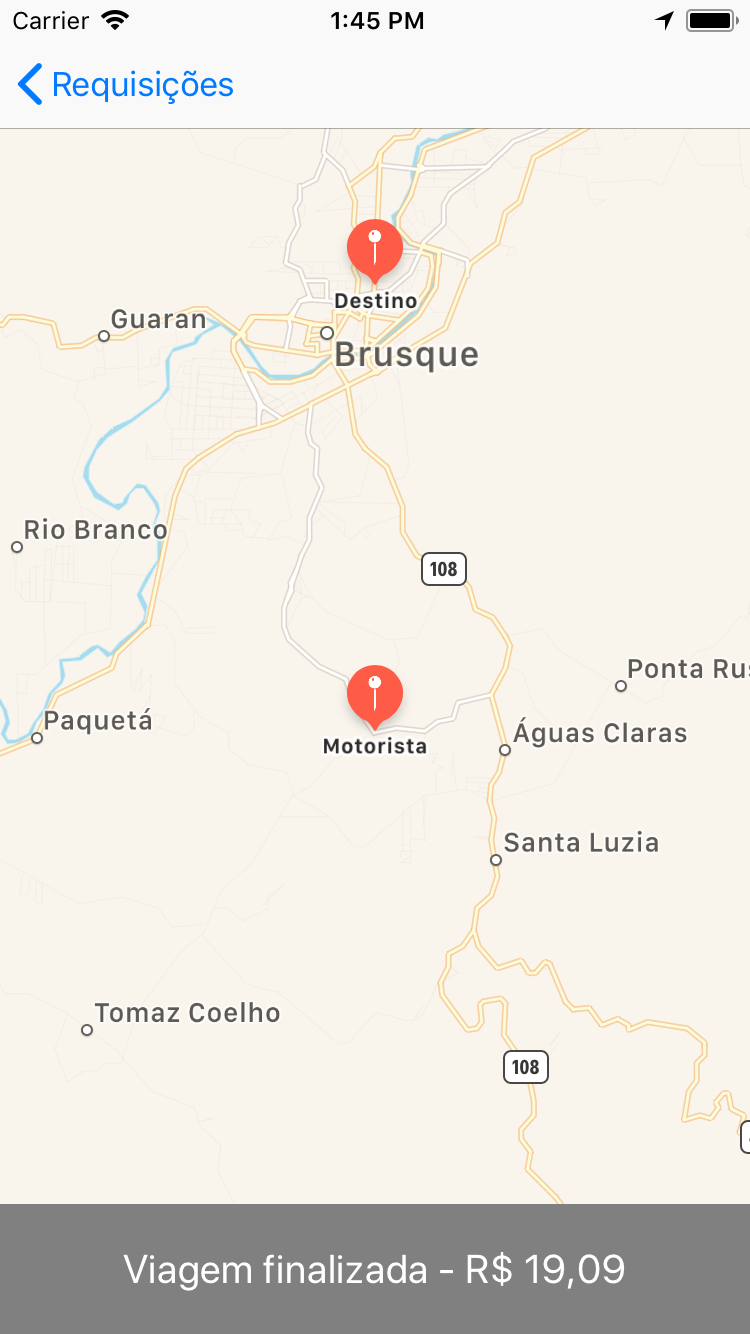 Carrier 1:45 PM
Requisições
Destino
Guaran
Brusque
Rio Branco
108
Ponta Rus
Paquetá
Águas Claras
Motorista
Santa Luzia
Tomaz Coelho
108
Viagem finalizada - R$ 19,09